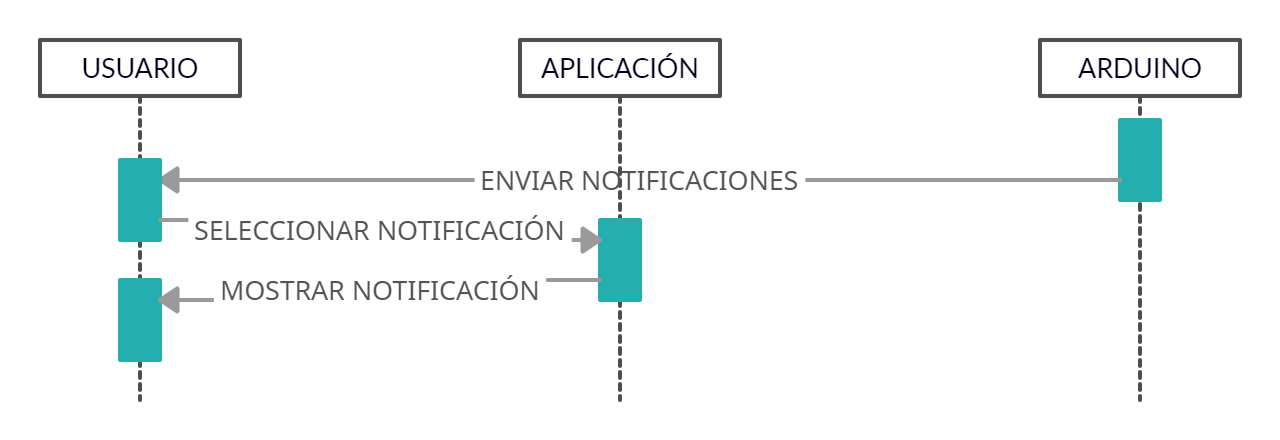 USUARIO
APLICACIÓN
ARDUINO
ENVIAR NOTIFICACIONES
SELECCIONAR NOTIFICACIÓN
MOSTRAR NOTIFICACIÓN